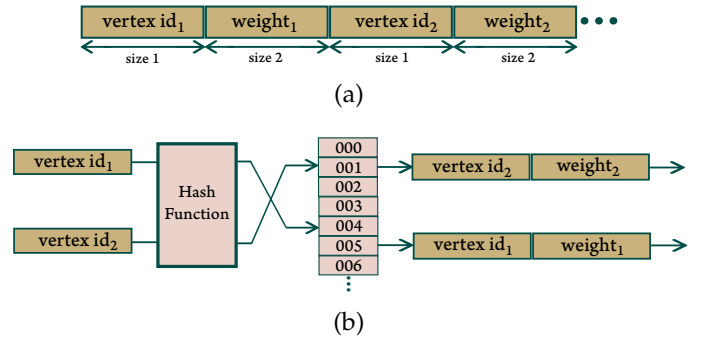 vertex id₁ weight₁ vertex id₂ weight₂ •••
size 1 size 2 size 1 size 2
(a)
vertex id₁
vertex id₂
Hash
Function
000
001
002
003
004
005
006
vertex id₂ weight₂
vertex id₁ weight₁
(b)